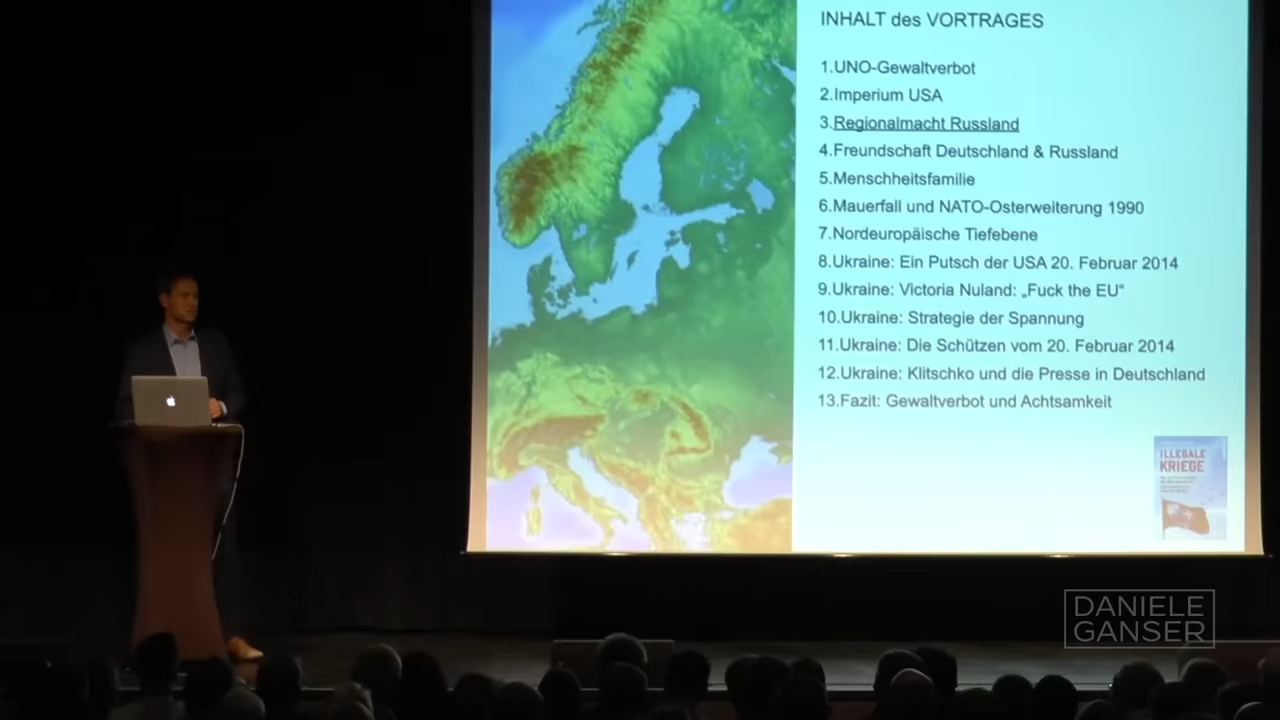 INHALT des VORTRAGES
1.UNO-Gewaltverbot
2.Imperium USA
3.Regionalmacht Russland
4.Freundschaft Deutschland & Russland
5.Menschheitsfamilie
6.Mauerfall und NATO-Osterweiterung 1990
7.Nordeuropäische Tiefebene
8.Ukraine: Ein Putsch der USA 20. Februar 2014
9.Ukraine: Victoria Nuland: „Fuck the EU“
10.Ukraine: Strategie der Spannung
11.Ukraine: Die Schützen vom 20. Februar 2014
12.Ukraine: Klitschko und die Presse in Deutschland
13.Fazit: Gewaltverbot und Achtsamkeit
ILLEGALE
KRIEGE
DANIELE
GANSER